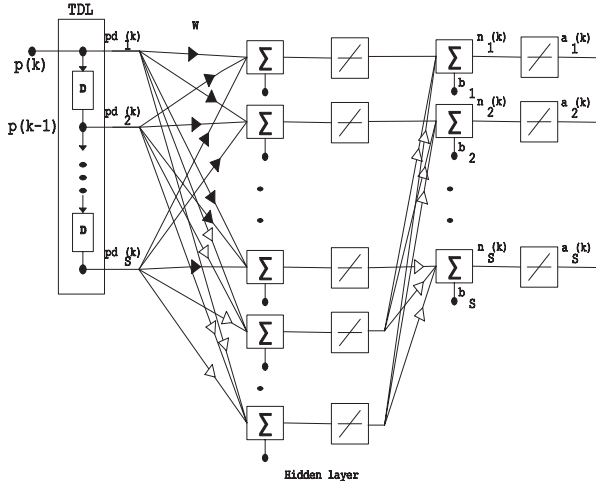 TDL
W
pd (k)
1
n (k)
1
a (k)
1
p(k)
Σ
Σ
D
b
1
p(k-1)
pd (k)
2
n (k)
2
a (k)
2
Σ
Σ
b
2
D
pd (k)
S
n (k)
S
a (k)
S
Σ
Σ
b
S
Σ
Σ
Hidden layer